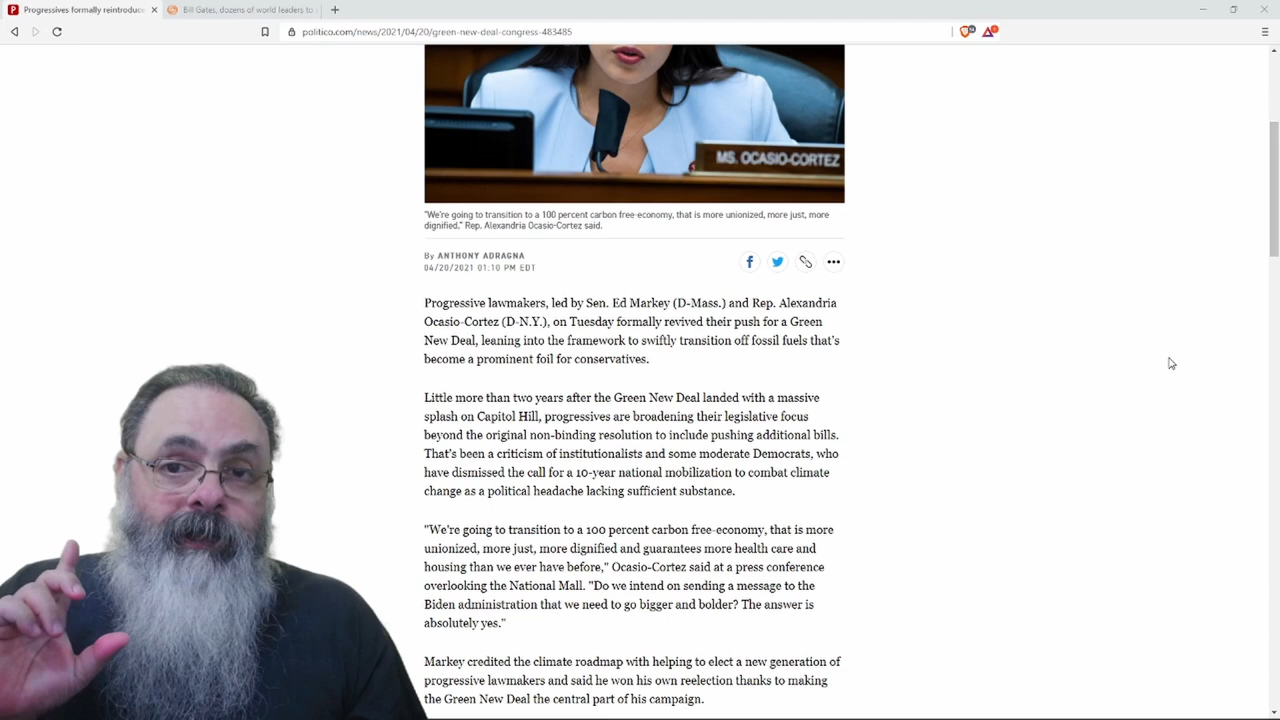 Progressives formally reintroduce
Bill Gates, dozens of world leaders to
politico.com/news/2021/04/20/green-new-deal-congress-483485
MS. OCASIO-CORTEZ
"We're going to transition to a 100 percent carbon free-economy, that is more unionized, more just, more
dignified," Rep. Alexandria Ocasio-Cortez said.
By ANTHONY ADRAGNA
04/20/2021 01:10 PM EDT
Progressive lawmakers, led by Sen. Ed Markey (D-Mass.) and Rep. Alexandria
Ocasio-Cortez (D-N.Y.), on Tuesday formally revived their push for a Green
New Deal, leaning into the framework to swiftly transition off fossil fuels that's
become a prominent foil for conservatives.
Little more than two years after the Green New Deal landed with a massive
splash on Capitol Hill, progressives are broadening their legislative focus
beyond the original non-binding resolution to include pushing additional bills.
That's been a criticism of institutionalists and some moderate Democrats, who
have dismissed the call for a 10-year national mobilization to combat climate
change as a political headache lacking sufficient substance.
"We're going to transition to a 100 percent carbon free-economy, that is more
unionized, more just, more dignified and guarantees more health care and
housing than we ever have before," Ocasio-Cortez said at a press conference
overlooking the National Mall. "Do we intend on sending a message to the
Biden administration that we need to go bigger and bolder? The answer is
absolutely yes."
Markey credited the climate roadmap with helping to elect a new generation of
progressive lawmakers and said he won his own reelection thanks to making
the Green New Deal the central part of his campaign.